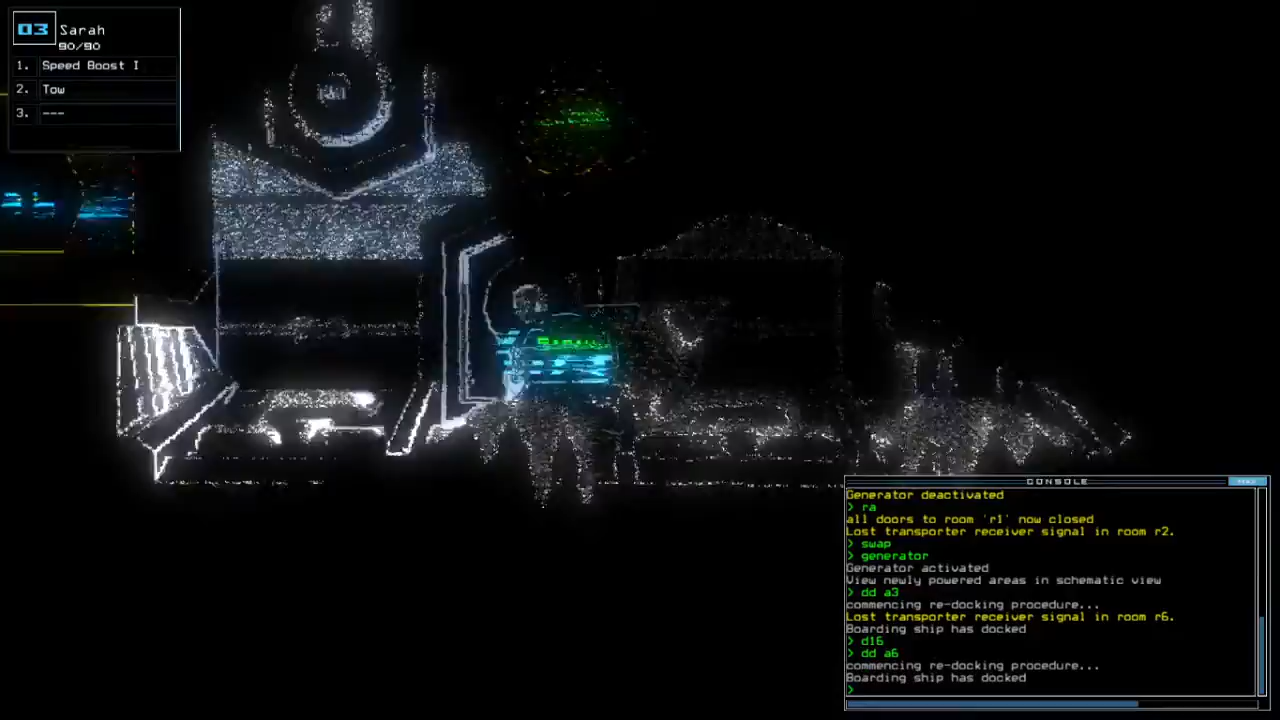 03 Sarah
90/90
1. Speed Boost I
2. Tow
3. ---
CONSOLE
Generator deactivated
> ra
all doors to room 'r1' now closed
Lost transporter receiver signal in room r2.
> swap
> generator
Generator activated
View newly powered areas in schematic view
> dd a3
commencing re-docking procedure...
Lost transporter receiver signal in room r6.
Boarding ship has docked
> d16
> dd a6
commencing re-docking procedure...
Boarding ship has docked
>